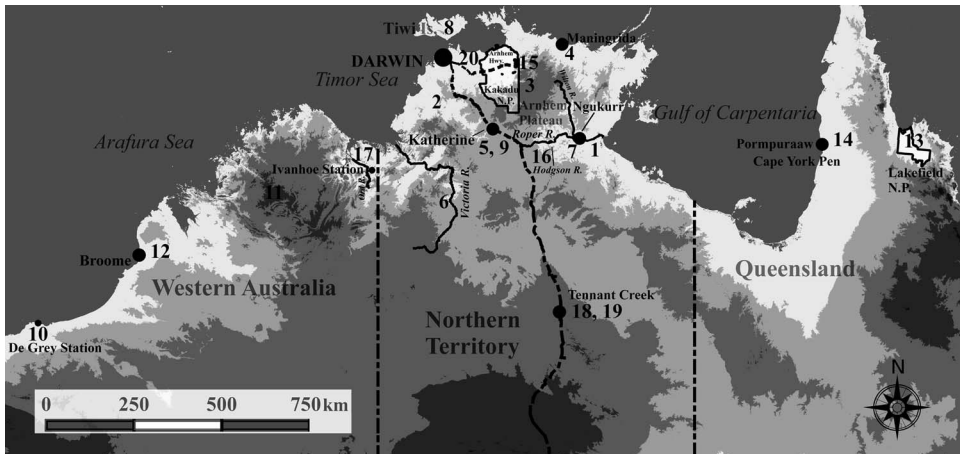 Tiwi Is. 8
Maningrida
4
DARWIN
20
Arnhem
Hwy.
15
Timor Sea
Kakadu
N.P.
3
2
Arnhem
Plateau
Ngukurr
Gulf of Carpentaria
Arafura Sea
Katherine
Roper R.
5, 9
16
7
1
Hodgson R.
Pormpuraaw
14
Cape York Pen
13
Lakefield
N.P.
17
Ivanhoe Station
11
6
Victoria R.
Broome
12
Western Australia
Queensland
Northern
Territory
Tennant Creek
18, 19
10
De Grey Station
N
0 250 500 750 km